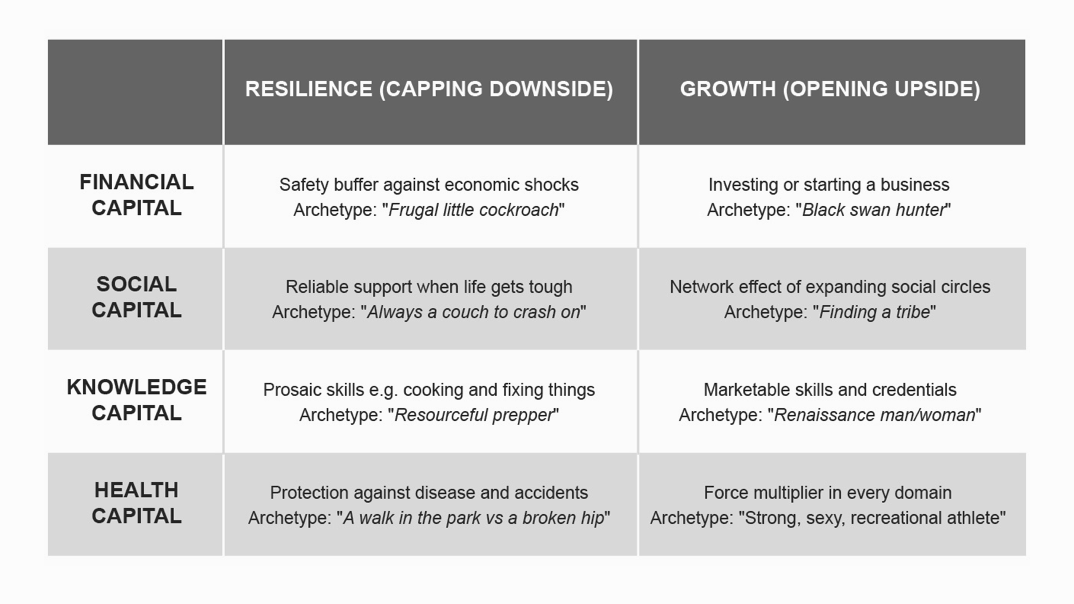 RESILIENCE (CAPPING DOWNSIDE)
GROWTH (OPENING UPSIDE)
FINANCIAL
CAPITAL
Safety buffer against economic shocks
Archetype: "Frugal little cockroach"
Investing or starting a business
Archetype: "Black swan hunter"
SOCIAL
CAPITAL
Reliable support when life gets tough
Archetype: "Always a couch to crash on"
Network effect of expanding social circles
Archetype: "Finding a tribe"
KNOWLEDGE
CAPITAL
Prosaic skills e.g. cooking and fixing things
Archetype: "Resourceful prepper"
Marketable skills and credentials
Archetype: "Renaissance man/woman"
HEALTH
CAPITAL
Protection against disease and accidents
Archetype: "A walk in the park vs a broken hip"
Force multiplier in every domain
Archetype: "Strong, sexy, recreational athlete"